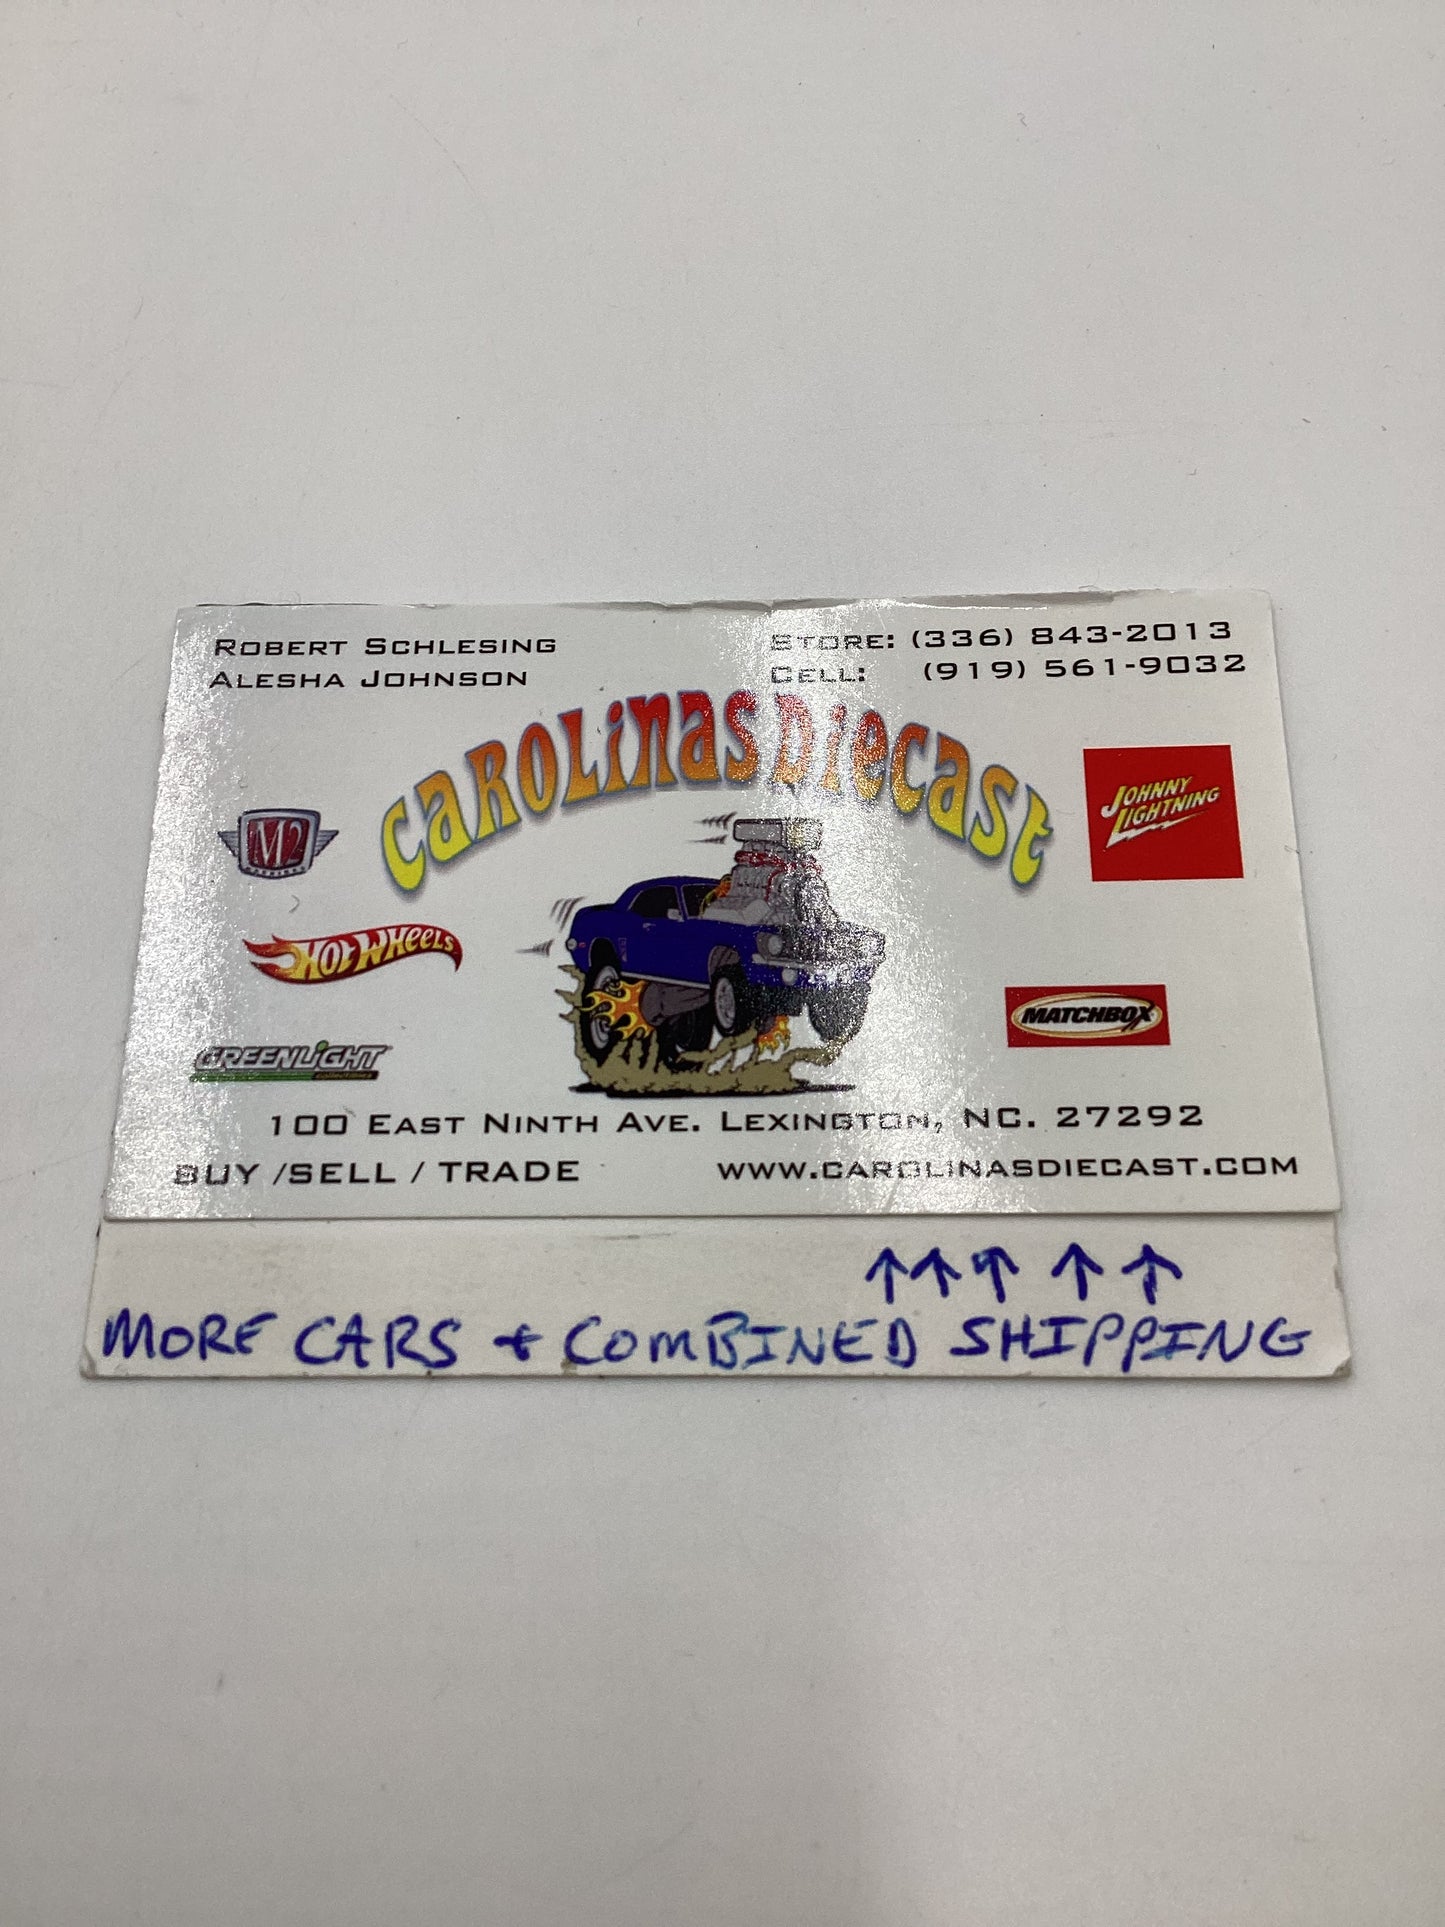 ROBERT SCHLESING
ALESHA JOHNSON
STORE: (336) 843-2013
CELL: (919) 561-9032
CAROLINAS DIECAST
M2
MACHINES
JOHNNY
LIGHTNING
HOT WHEELS
MATCHBOX
GREENLIGHT
COLLECTIBLES
100 EAST NINTH AVE. LEXINGTON, NC. 27292
BUY /SELL / TRADE
WWW.CAROLINASDIECAST.COM
↑↑↑ ↑ ↑
MORE CARS + COMBINED SHIPPING